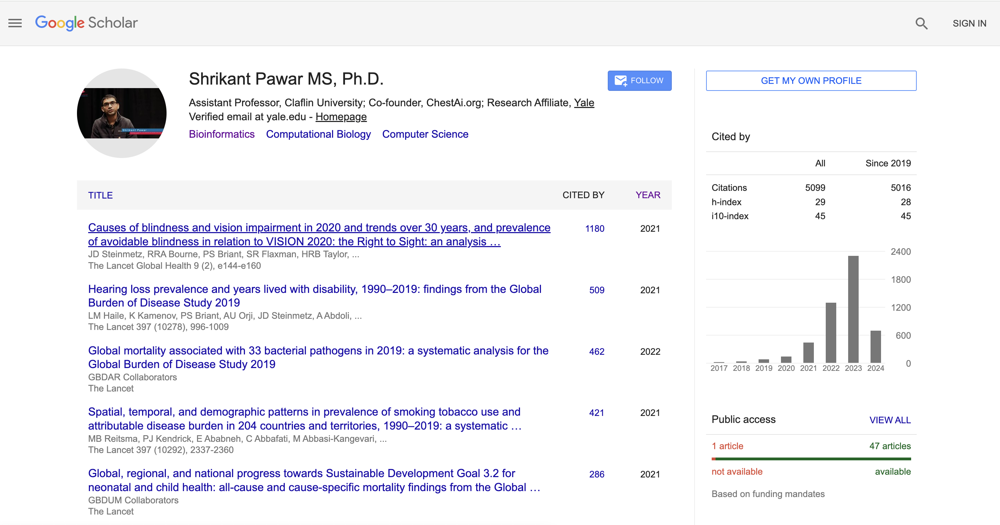 Google Scholar
SIGN IN
Shrikant Pawar
Shrikant Pawar MS, Ph.D.
FOLLOW
Assistant Professor, Claflin University; Co-founder, ChestAi.org; Research Affiliate, Yale
Verified email at yale.edu - Homepage
Bioinformatics Computational Biology Computer Science
TITLE CITED BY YEAR
Causes of blindness and vision impairment in 2020 and trends over 30 years, and prevalence 1180 2021
of avoidable blindness in relation to VISION 2020: the Right to Sight: an analysis …
JD Steinmetz, RRA Bourne, PS Briant, SR Flaxman, HRB Taylor, ...
The Lancet Global Health 9 (2), e144-e160
Hearing loss prevalence and years lived with disability, 1990–2019: findings from the Global 509 2021
Burden of Disease Study 2019
LM Haile, K Kamenov, PS Briant, AU Orji, JD Steinmetz, A Abdoli, ...
The Lancet 397 (10278), 996-1009
Global mortality associated with 33 bacterial pathogens in 2019: a systematic analysis for the 462 2022
Global Burden of Disease Study 2019
GBDAR Collaborators
The Lancet
Spatial, temporal, and demographic patterns in prevalence of smoking tobacco use and 421 2021
attributable disease burden in 204 countries and territories, 1990–2019: a systematic …
MB Reitsma, PJ Kendrick, E Ababneh, C Abbafati, M Abbasi-Kangevari, ...
The Lancet 397 (10292), 2337-2360
Global, regional, and national progress towards Sustainable Development Goal 3.2 for 286 2021
neonatal and child health: all-cause and cause-specific mortality findings from the Global …
GBDUM Collaborators
The Lancet
GET MY OWN PROFILE
Cited by
All Since 2019
Citations 5099 5016
h-index 29 28
i10-index 45 45
2400
1800
1200
600
0
2017 2018 2019 2020 2021 2022 2023 2024
Public access VIEW ALL
1 article 47 articles
not available available
Based on funding mandates